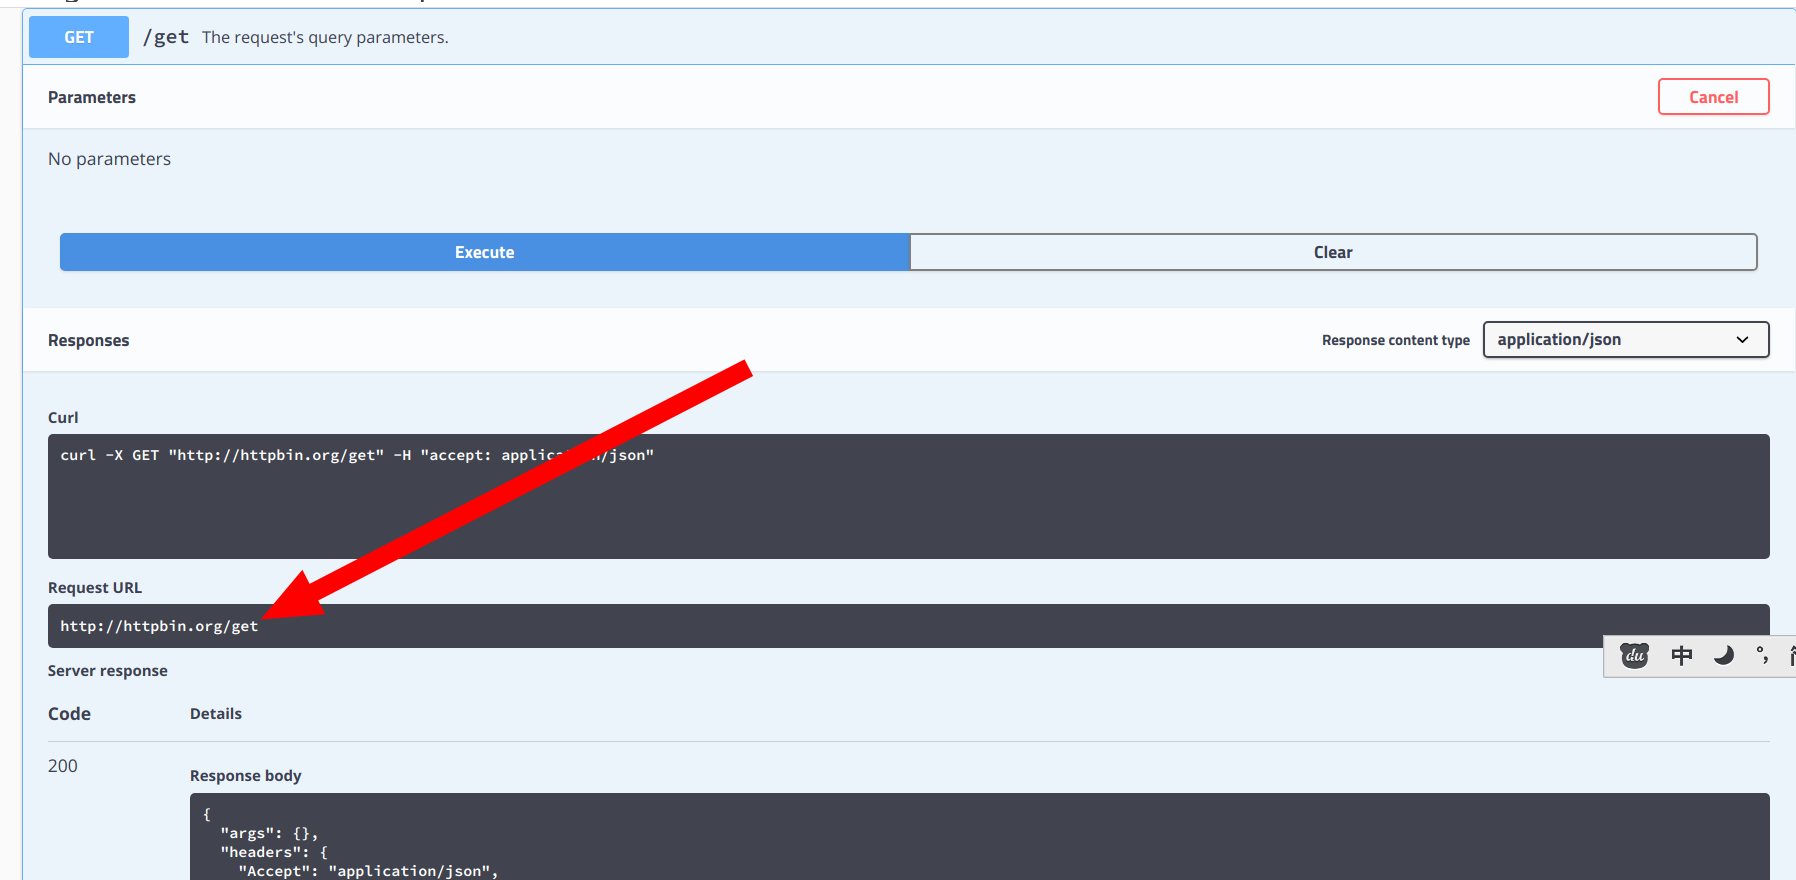 GET /get The request's query parameters.
Parameters
Cancel
No parameters
Execute
Clear
Responses
Response content type
application/json
Curl
curl -X GET "http://httpbin.org/get" -H "accept: application/json"
Request URL
http://httpbin.org/get
du 中 °,
Server response
Code Details
200
Response body
{
"args": {},
"headers": {
"Accept": "application/json",